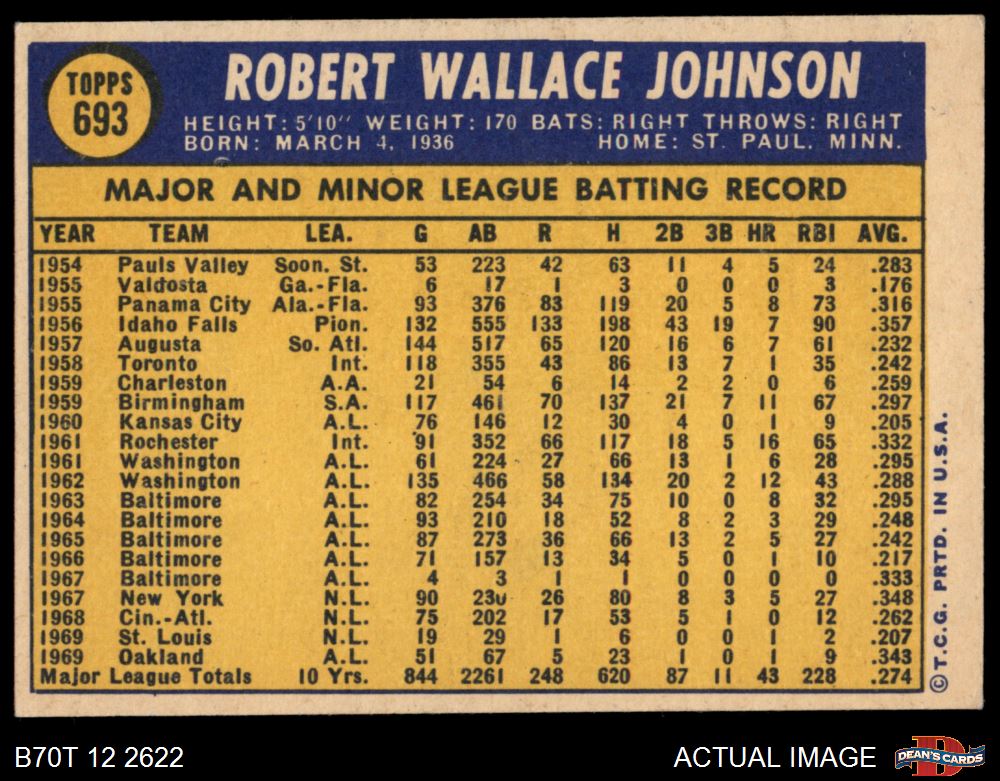 TOPPS
693
ROBERT WALLACE JOHNSON
HEIGHT: 5'10" WEIGHT: 170 BATS: RIGHT THROWS: RIGHT
BORN: MARCH 4, 1936 HOME: ST. PAUL, MINN.
MAJOR AND MINOR LEAGUE BATTING RECORD
YEAR TEAM LEA. G AB R H 2B 3B HR RBI AVG.
1954 Pauls Valley Soon. St. 53 223 42 63 11 4 5 24 .283
1955 Valdosta Ga.-Fla. 6 17 1 3 0 0 0 3 .176
1955 Panama City Ala.-Fla. 93 376 83 119 20 5 8 73 .316
1956 Idaho Falls Pion. 132 555 133 198 43 19 7 90 .357
1957 Augusta So. Atl. 144 517 65 120 16 6 7 61 .232
1958 Toronto Int. 118 355 43 86 13 7 1 35 .242
1959 Charleston A.A. 21 54 6 14 2 2 0 6 .259
1959 Birmingham S.A. 117 461 70 137 21 7 11 67 .297
1960 Kansas City A.L. 76 146 12 30 4 0 1 9 .205
1961 Rochester Int. 91 352 66 117 18 5 16 65 .332
1961 Washington A.L. 61 224 27 66 13 1 6 28 .295
1962 Washington A.L. 135 466 58 134 20 2 12 43 .288
1963 Baltimore A.L. 82 254 34 75 10 0 8 32 .295
1964 Baltimore A.L. 93 210 18 52 8 2 3 29 .248
1965 Baltimore A.L. 87 273 36 66 13 2 5 27 .242
1966 Baltimore A.L. 71 157 13 34 5 0 1 10 .217
1967 Baltimore A.L. 4 3 1 1 0 0 0 0 .333
1967 New York N.L. 90 230 26 80 8 3 5 27 .348
1968 Cin.-Atl. N.L. 75 202 17 53 5 1 0 12 .262
1969 St. Louis N.L. 19 29 1 6 0 0 1 2 .207
1969 Oakland A.L. 51 67 5 23 1 0 1 9 .343
Major League Totals 10 Yrs. 844 2261 248 620 87 11 43 228 .274
© T.C.G. PRTD. IN U.S.A.
B70T 12 2622 ACTUAL IMAGE
DEAN'S CARDS